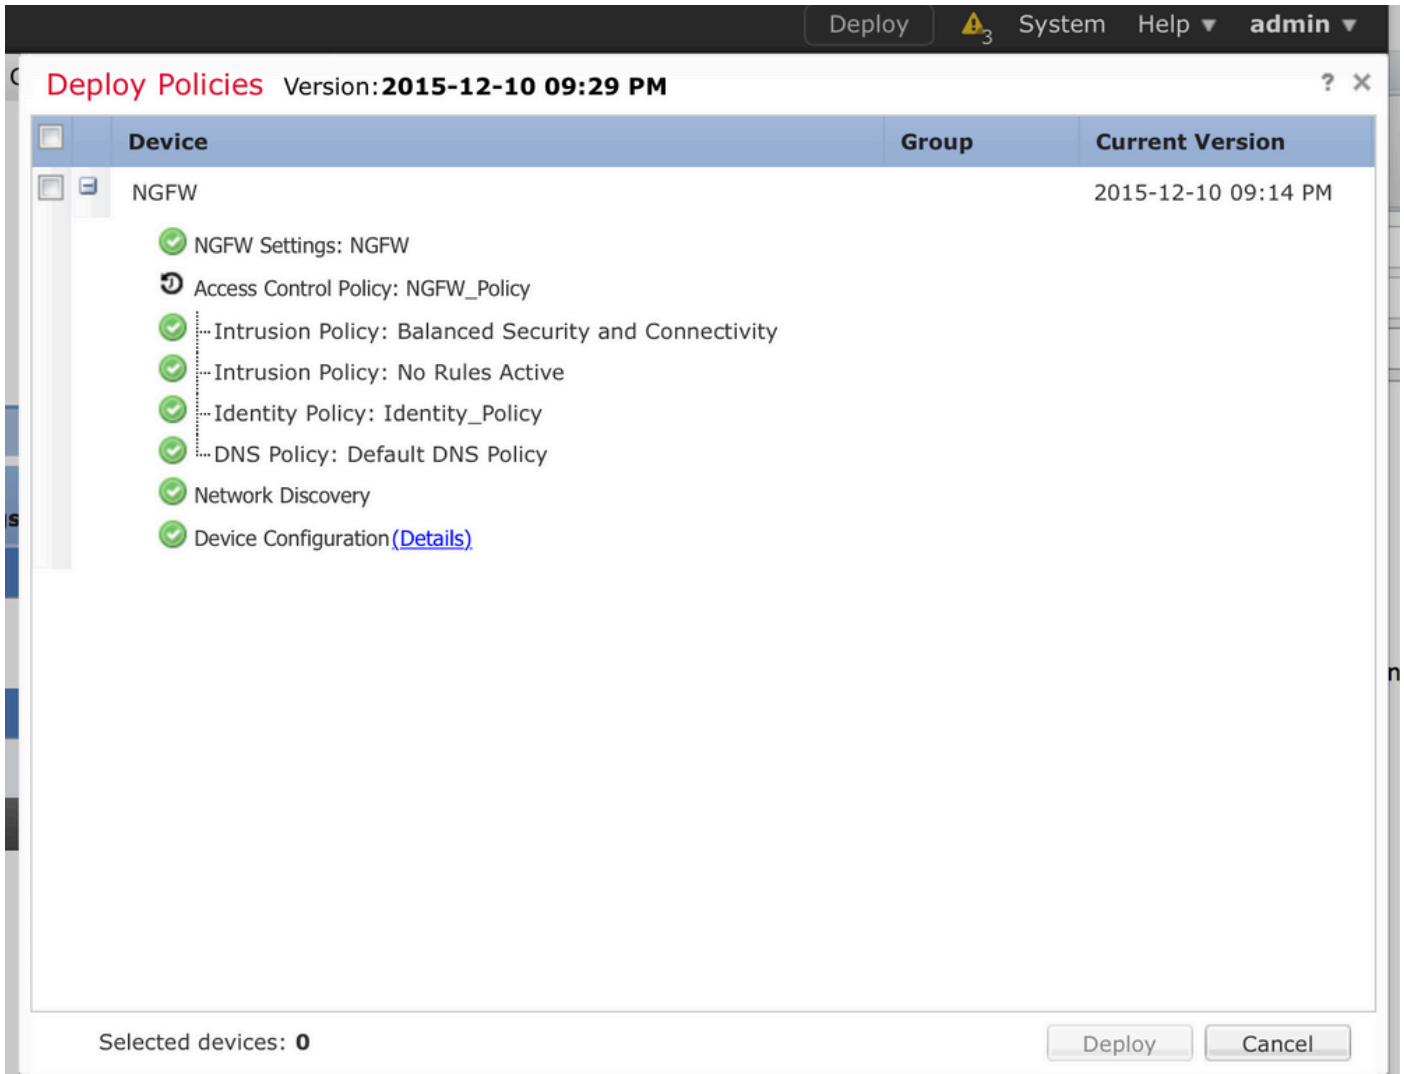 Deploy 3 System Help admin
Deploy Policies Version:2015-12-10 09:29 PM ?
Device Group Current Version
NGFW 2015-12-10 09:14 PM
NGFW Settings: NGFW
Access Control Policy: NGFW_Policy
Intrusion Policy: Balanced Security and Connectivity
Intrusion Policy: No Rules Active
Identity Policy: Identity_Policy
DNS Policy: Default DNS Policy
Network Discovery
Device Configuration(Details)
Selected devices: 0
Deploy Cancel